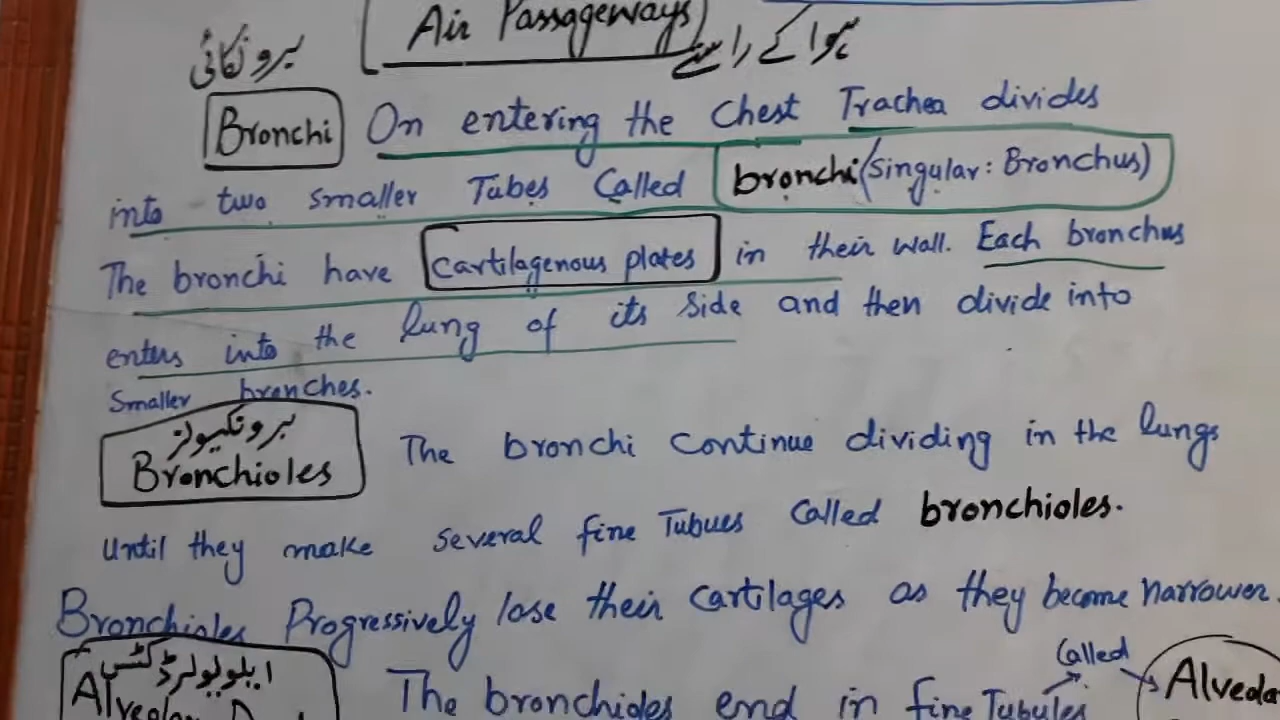 Air Passageways
ہوا کے راستے
برونکائی
Bronchi On entering the Chest Trachea divides
into two smaller Tubes Called bronchi (Singular: Bronchus)
The bronchi have cartilagenous plates in their wall. Each bronchus
enters into the lung of its side and then divide into
Smaller brenches.
برونکیولز
Bronchioles The bronchi continue dividing in the lungs
Until they make several fine Tubues Called bronchioles.
Bronchioles Progressively lose their cartilages as they become narrower.
ایلویولرڈکٹس
Called
The bronchioles end in fine Tubules